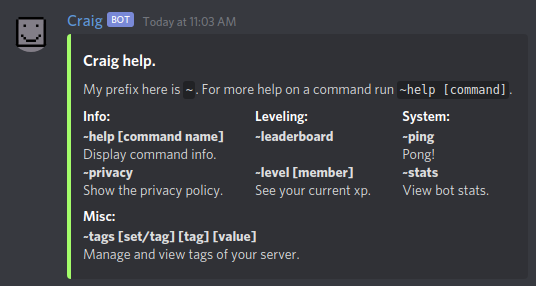 Craig BOT Today at 11:03 AM
Craig help.
My prefix here is ~. For more help on a command run ~help [command].
Info: Leveling: System:
-help [command name] -leaderboard -ping
Display command info. Pong!
-privacy -level [member] -stats
Show the privacy policy. See your current xp. View bot stats.
Misc:
-tags [set/tag] [tag] [value]
Manage and view tags of your server.